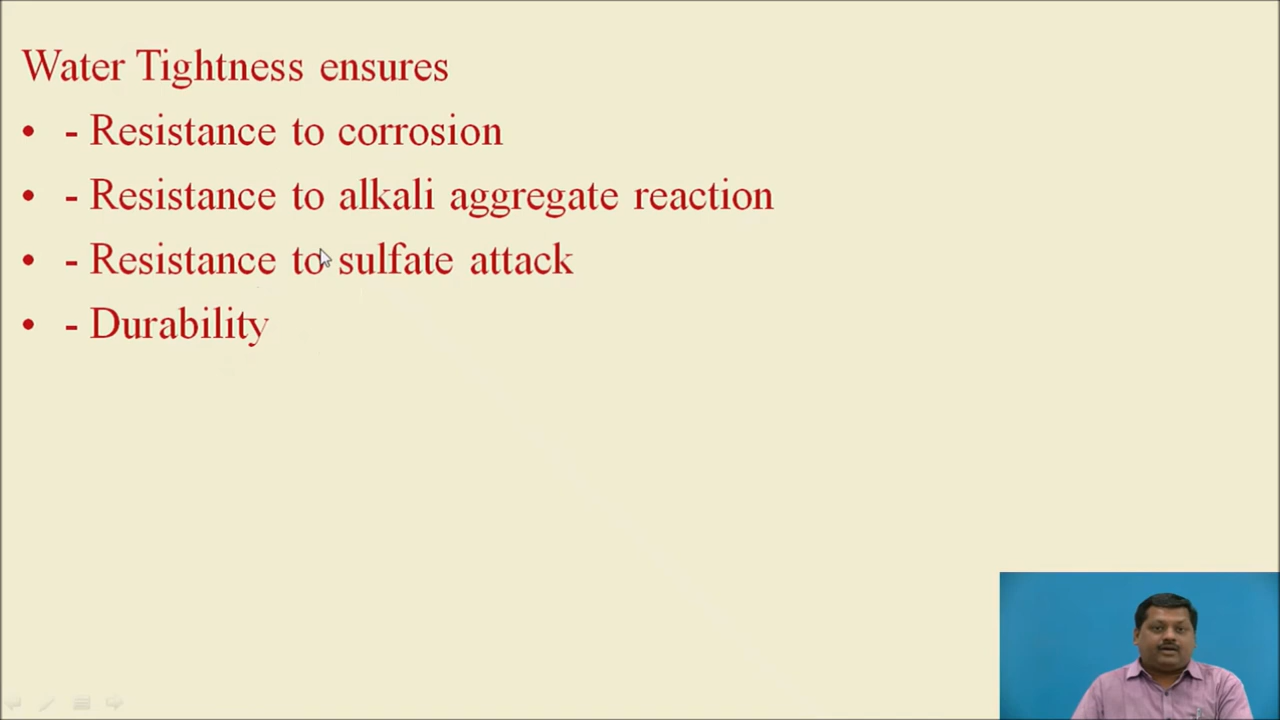 Water Tightness ensures
• - Resistance to corrosion
• - Resistance to alkali aggregate reaction
• - Resistance to sulfate attack
• - Durability